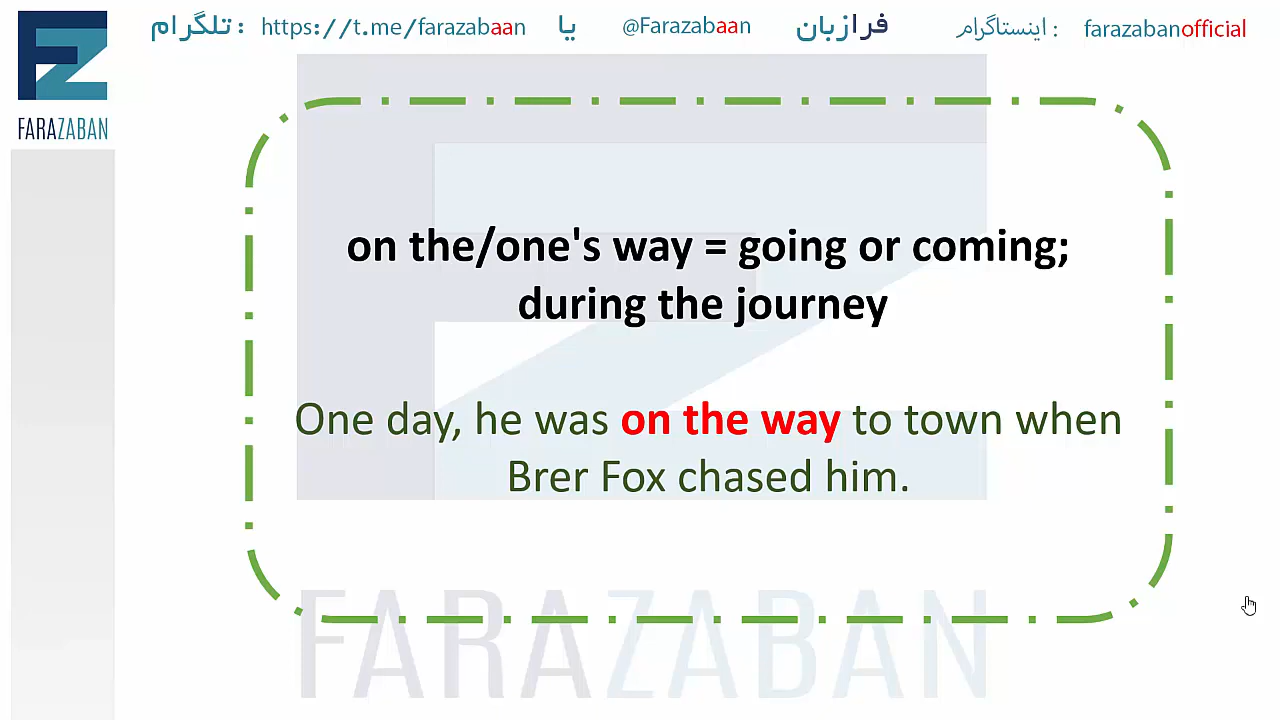 تلگرام : https://t.me/farazabaan یا @Farazabaan فرازبان اینستاگرام : farazabanofficial
FARAZABAN
on the/one's way = going or coming;
during the journey
One day, he was on the way to town when
Brer Fox chased him.
FARAZABAN